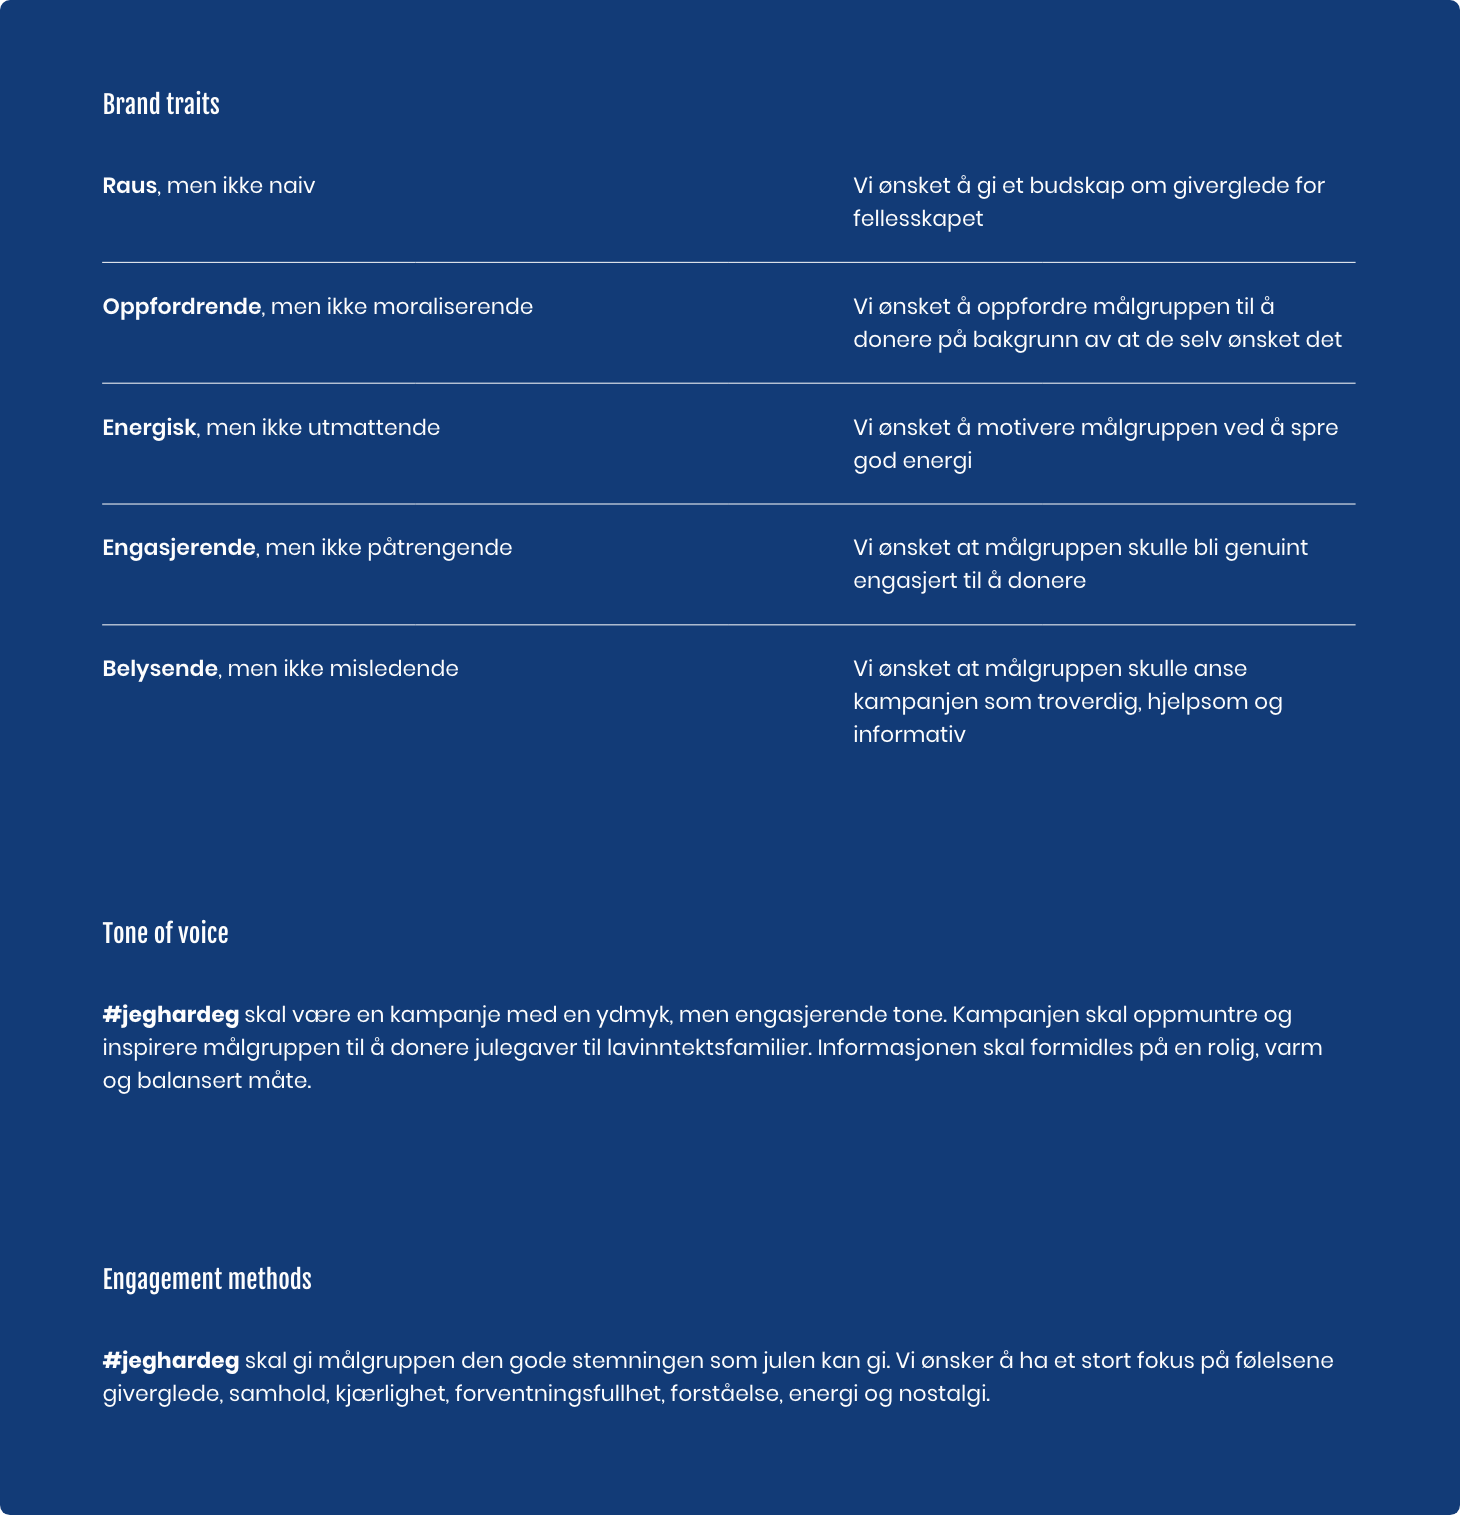 Brand traits
Raus, men ikke naiv
Vi ønsket å gi et budskap om giverglede for
fellesskapet
Oppfordrende, men ikke moraliserende
Vi ønsket å oppfordre målgruppen til å
donere på bakgrunn av at de selv ønsket det
Energisk, men ikke utmattende
Vi ønsket å motivere målgruppen ved å spre
god energi
Engasjerende, men ikke påtrengende
Vi ønsket at målgruppen skulle bli genuint
engasjert til å donere
Belysende, men ikke misledende
Vi ønsket at målgruppen skulle anse
kampanjen som troverdig, hjelpsom og
informativ
Tone of voice
#jeghardeg skal være en kampanje med en ydmyk, men engasjerende tone. Kampanjen skal oppmuntre og
inspirere målgruppen til å donere julegaver til lavinntektsfamilier. Informasjonen skal formidles på en rolig, varm
og balansert måte.
Engagement methods
#jeghardeg skal gi målgruppen den gode stemningen som julen kan gi. Vi ønsker å ha et stort fokus på følelsene
giverglede, samhold, kjærlighet, forventningsfullhet, forståelse, energi og nostalgi.